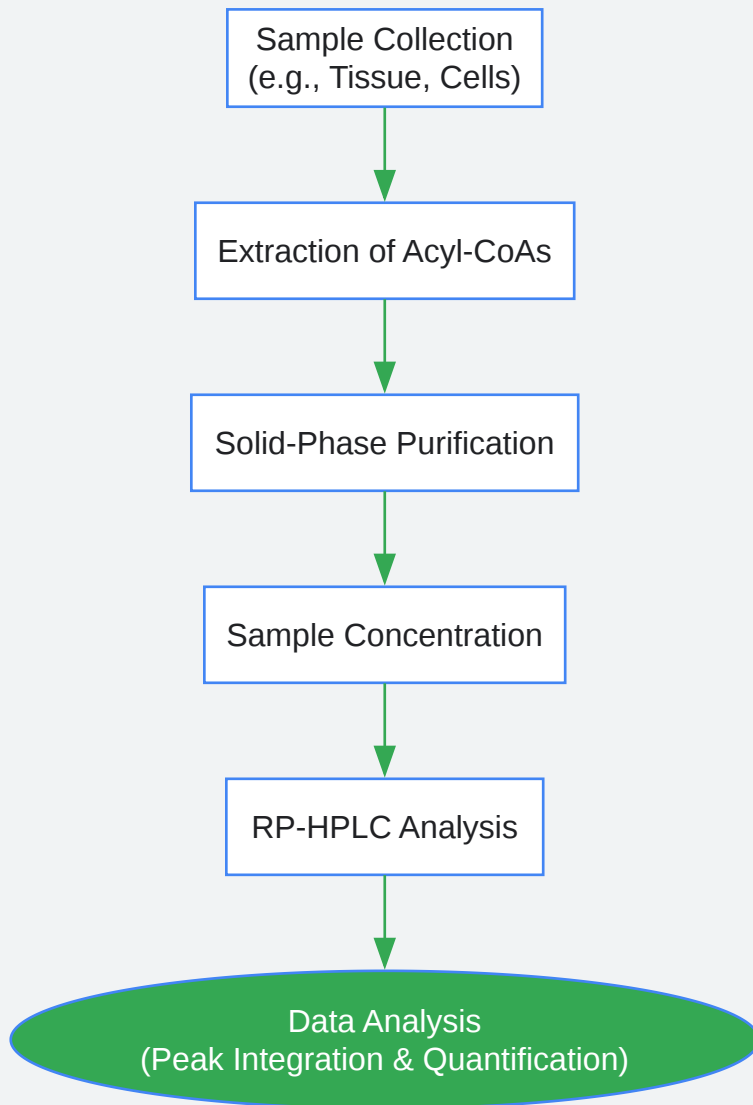 Sample Collection
(e.g., Tissue, Cells)
Extraction of Acyl-CoAs
Solid-Phase Purification
Sample Concentration
RP-HPLC Analysis
Data Analysis
(Peak Integration & Quantification)